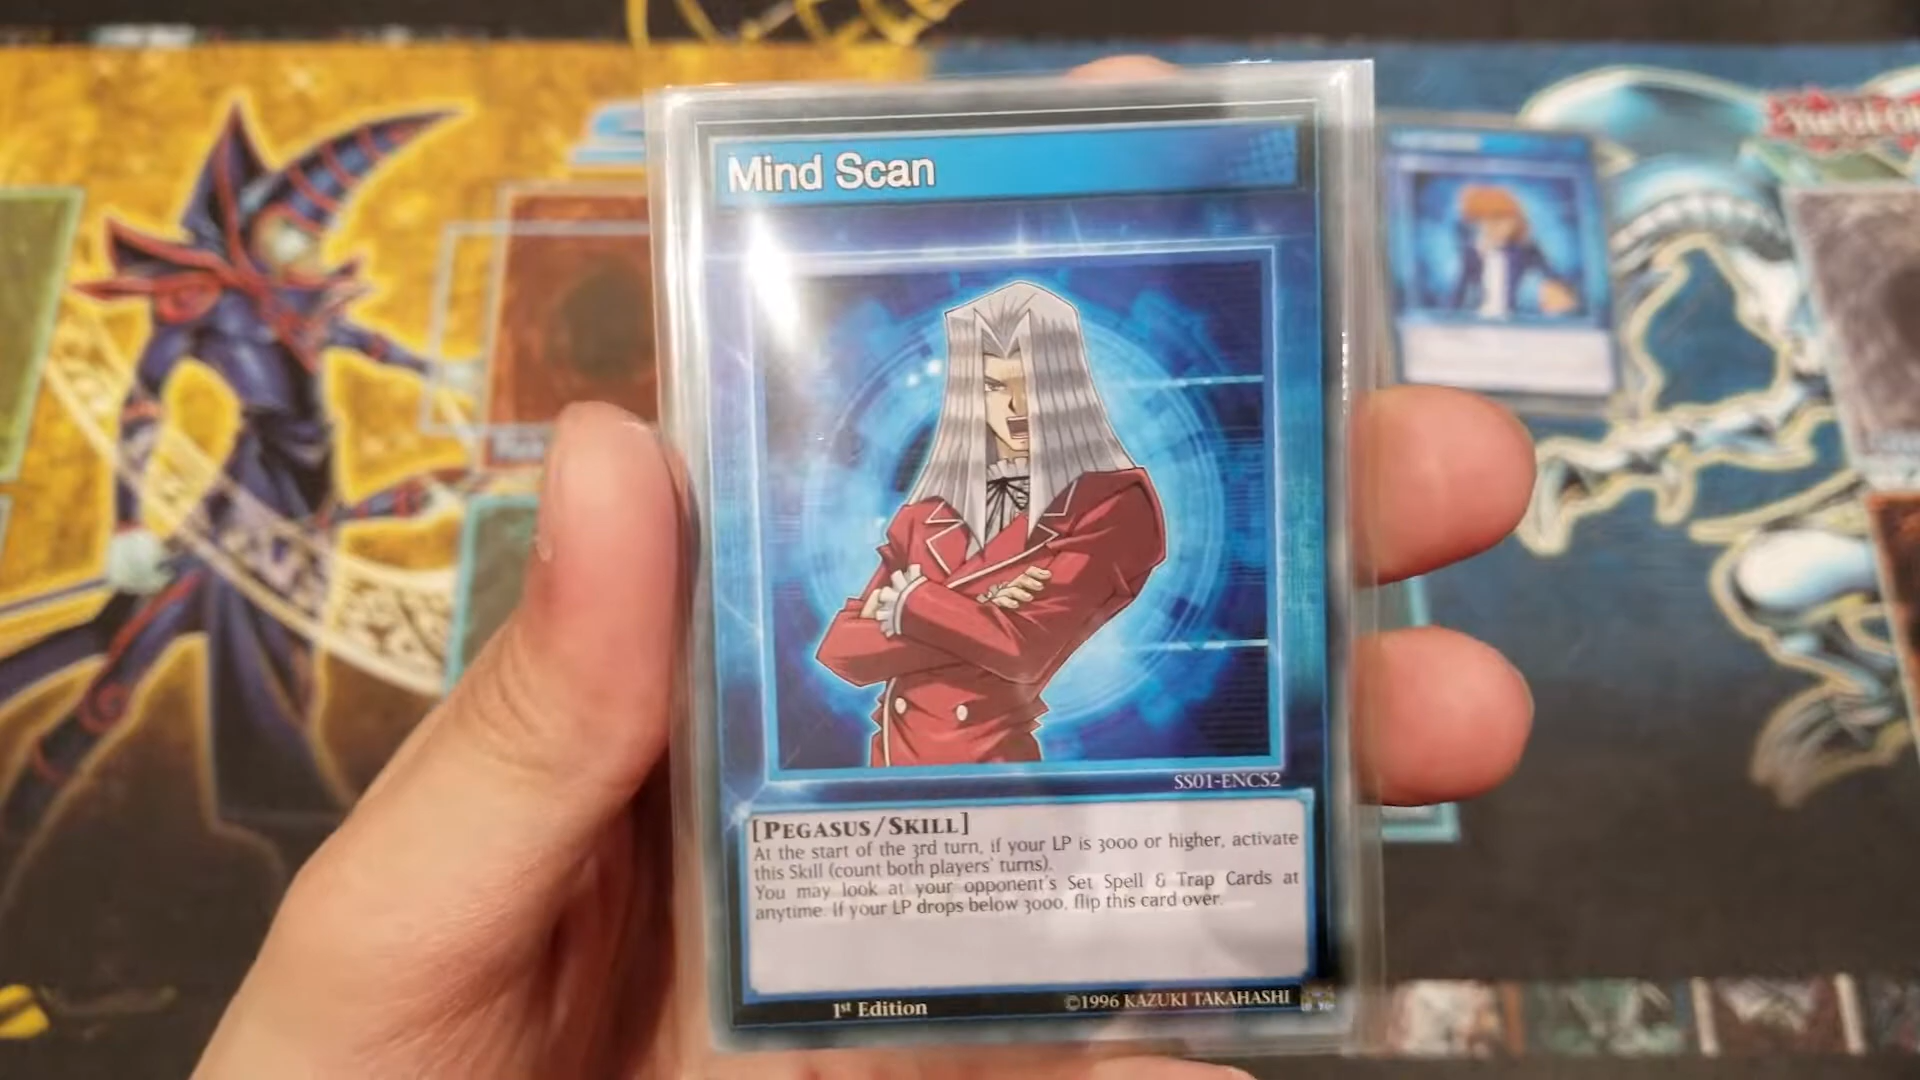 Mind Scan
SS01-ENCS2
[PEGASUS/SKILL]
At the start of the 3rd turn, if your LP is 3000 or higher, activate
this Skill (count both players' turns).
You may look at your opponent's Set Spell & Trap Cards at
anytime. If your LP drops below 3000, flip this card over.
1st Edition
©1996 KAZUKI TAKAHASHI